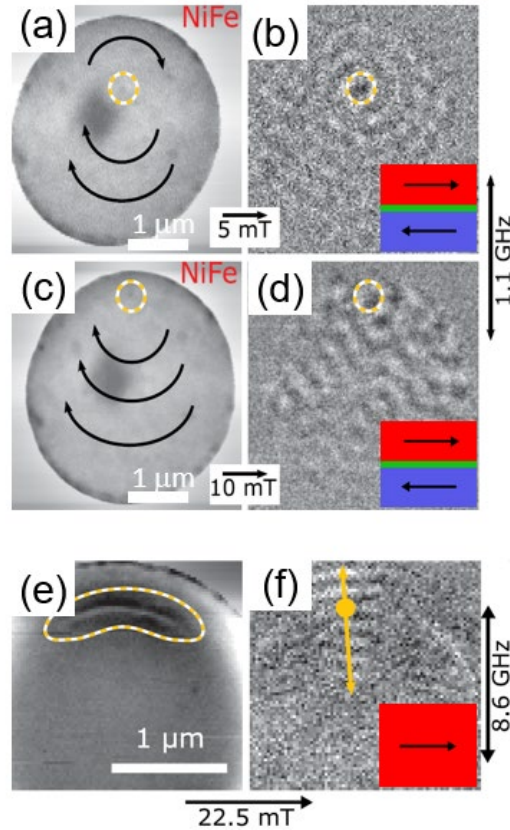 (a)
NiFe
(b)
1 μm
5 mT
1.1 GHz
(c)
NiFe
(d)
1 μm
10 mT
(e)
(f)
1 μm
8.6 GHz
22.5 mT